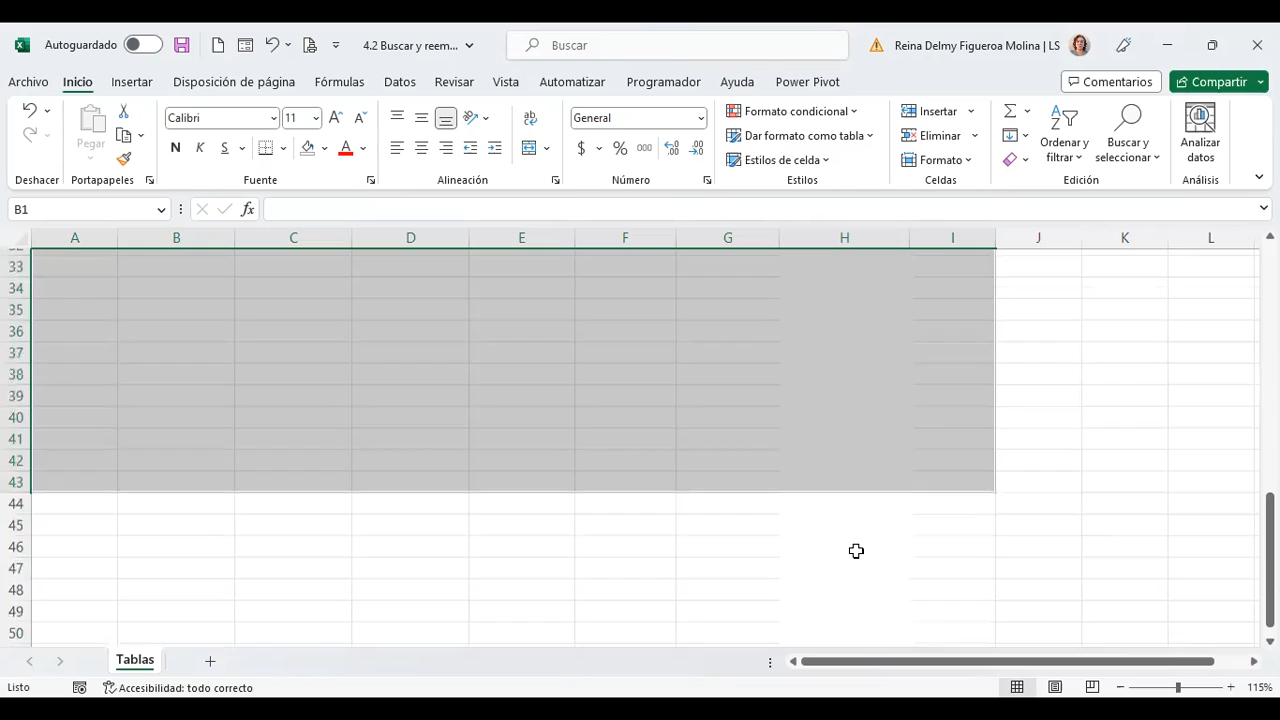 Autoguardado 4.2 Buscar y reem... Buscar Reina Delmy Figueroa Molina | LS
Archivo Inicio Insertar Disposición de página Fórmulas Datos Revisar Vista Automatizar Programador Ayuda Power Pivot Comentarios Compartir
Pegar Calibri 11 General Formato condicional Insertar
N K S A $ % 000 Dar formato como tabla Eliminar Ordenar y filtrar Buscar y seleccionar Analizar datos
Estilos de celda Formato
Deshacer Portapapeles Fuente Alineación Número Estilos Celdas Edición Análisis
B1 fx
A B C D E F G H I J K L
33
34
35
36
37
38
39
40
41
42
43
44
45
46
47
48
49
50
Tablas
Listo Accesibilidad: todo correcto 115%